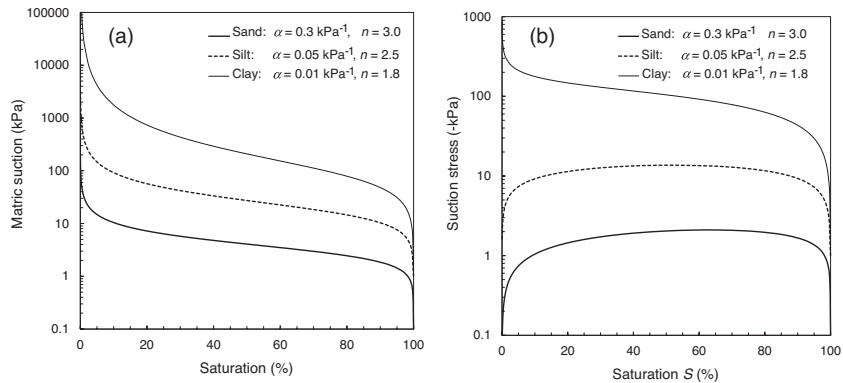 (a)
Sand: α = 0.3 kPa⁻¹ n = 3.0
Silt: α = 0.05 kPa⁻¹, n = 2.5
Clay: α = 0.01 kPa⁻¹, n = 1.8
100000
10000
1000
100
10
1
0.1
Matric suction (kPa)
0 20 40 60 80 100
Saturation (%)
(b)
Sand: α = 0.3 kPa⁻¹ n = 3.0
Silt: α = 0.05 kPa⁻¹, n = 2.5
Clay: α = 0.01 kPa⁻¹, n = 1.8
1000
100
10
1
0.1
Suction stress (-kPa)
0 20 40 60 80 100
Saturation S (%)